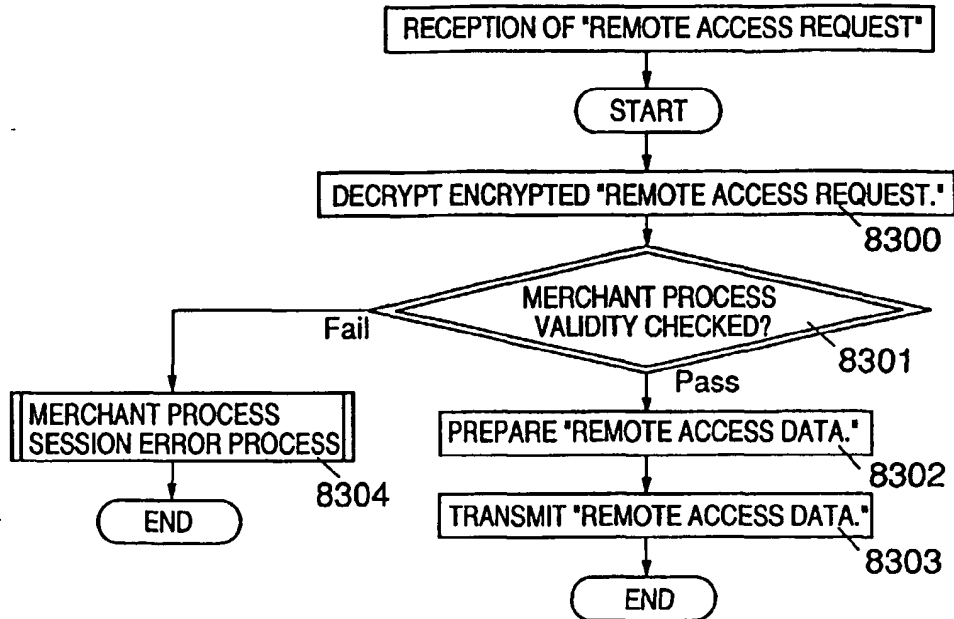 RECEPTION OF "REMOTE ACCESS REQUEST"
START
DECRYPT ENCRYPTED "REMOTE ACCESS REQUEST."
8300
MERCHANT PROCESS
VALIDITY CHECKED?
8301
Fail
Pass
MERCHANT PROCESS
SESSION ERROR PROCESS
8304
END
PREPARE "REMOTE ACCESS DATA."
8302
TRANSMIT "REMOTE ACCESS DATA."
8303
END